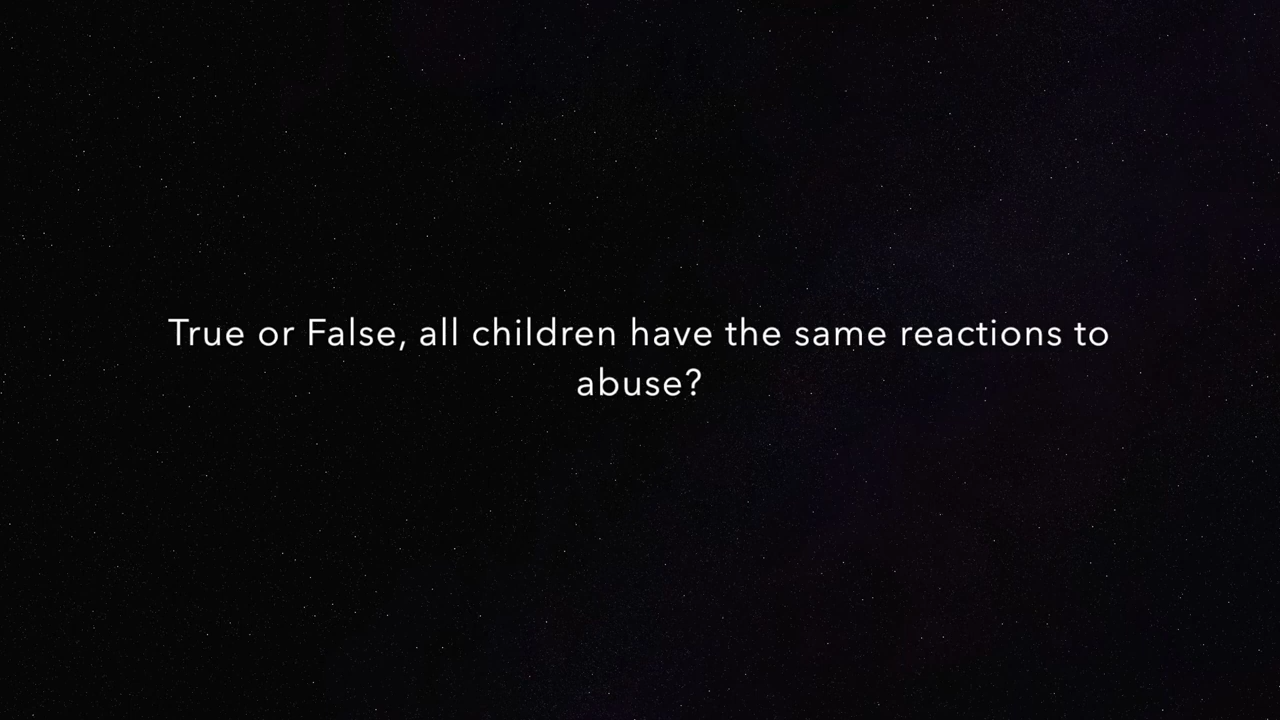 True or False, all children have the same reactions to
abuse?